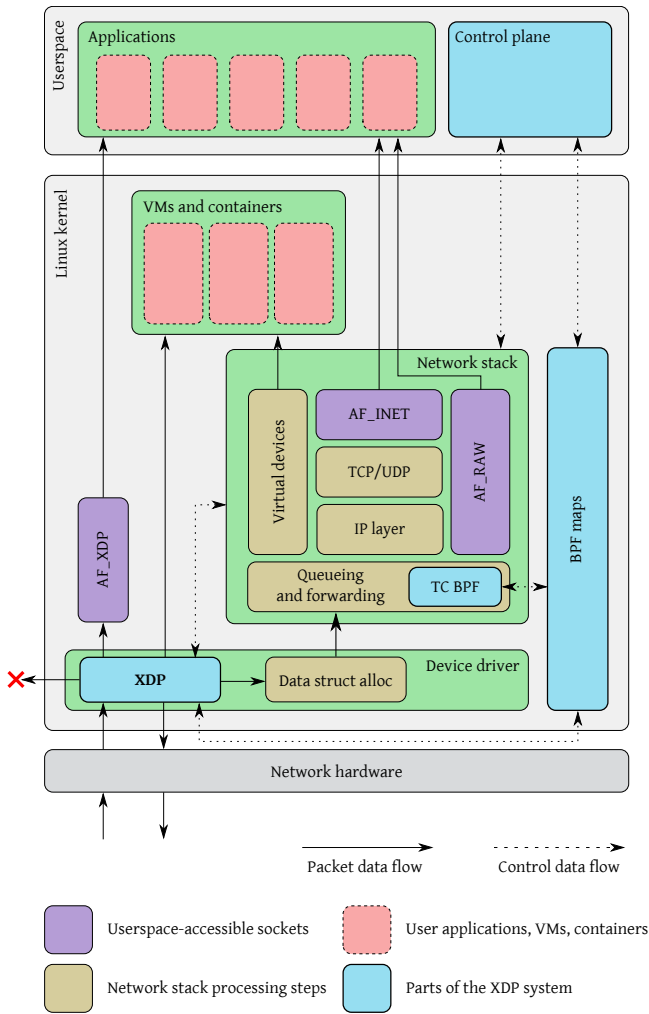 Userspace
Applications
Control plane
Linux kernel
VMs and containers
Network stack
Virtual devices
AF_INET
TCP/UDP
IP layer
AF_RAW
Queueing
and forwarding
TC BPF
BPF maps
AF_XDP
Device driver
XDP
Data struct alloc
Network hardware
Packet data flow
Control data flow
Userspace-accessible sockets
User applications, VMs, containers
Network stack processing steps
Parts of the XDP system